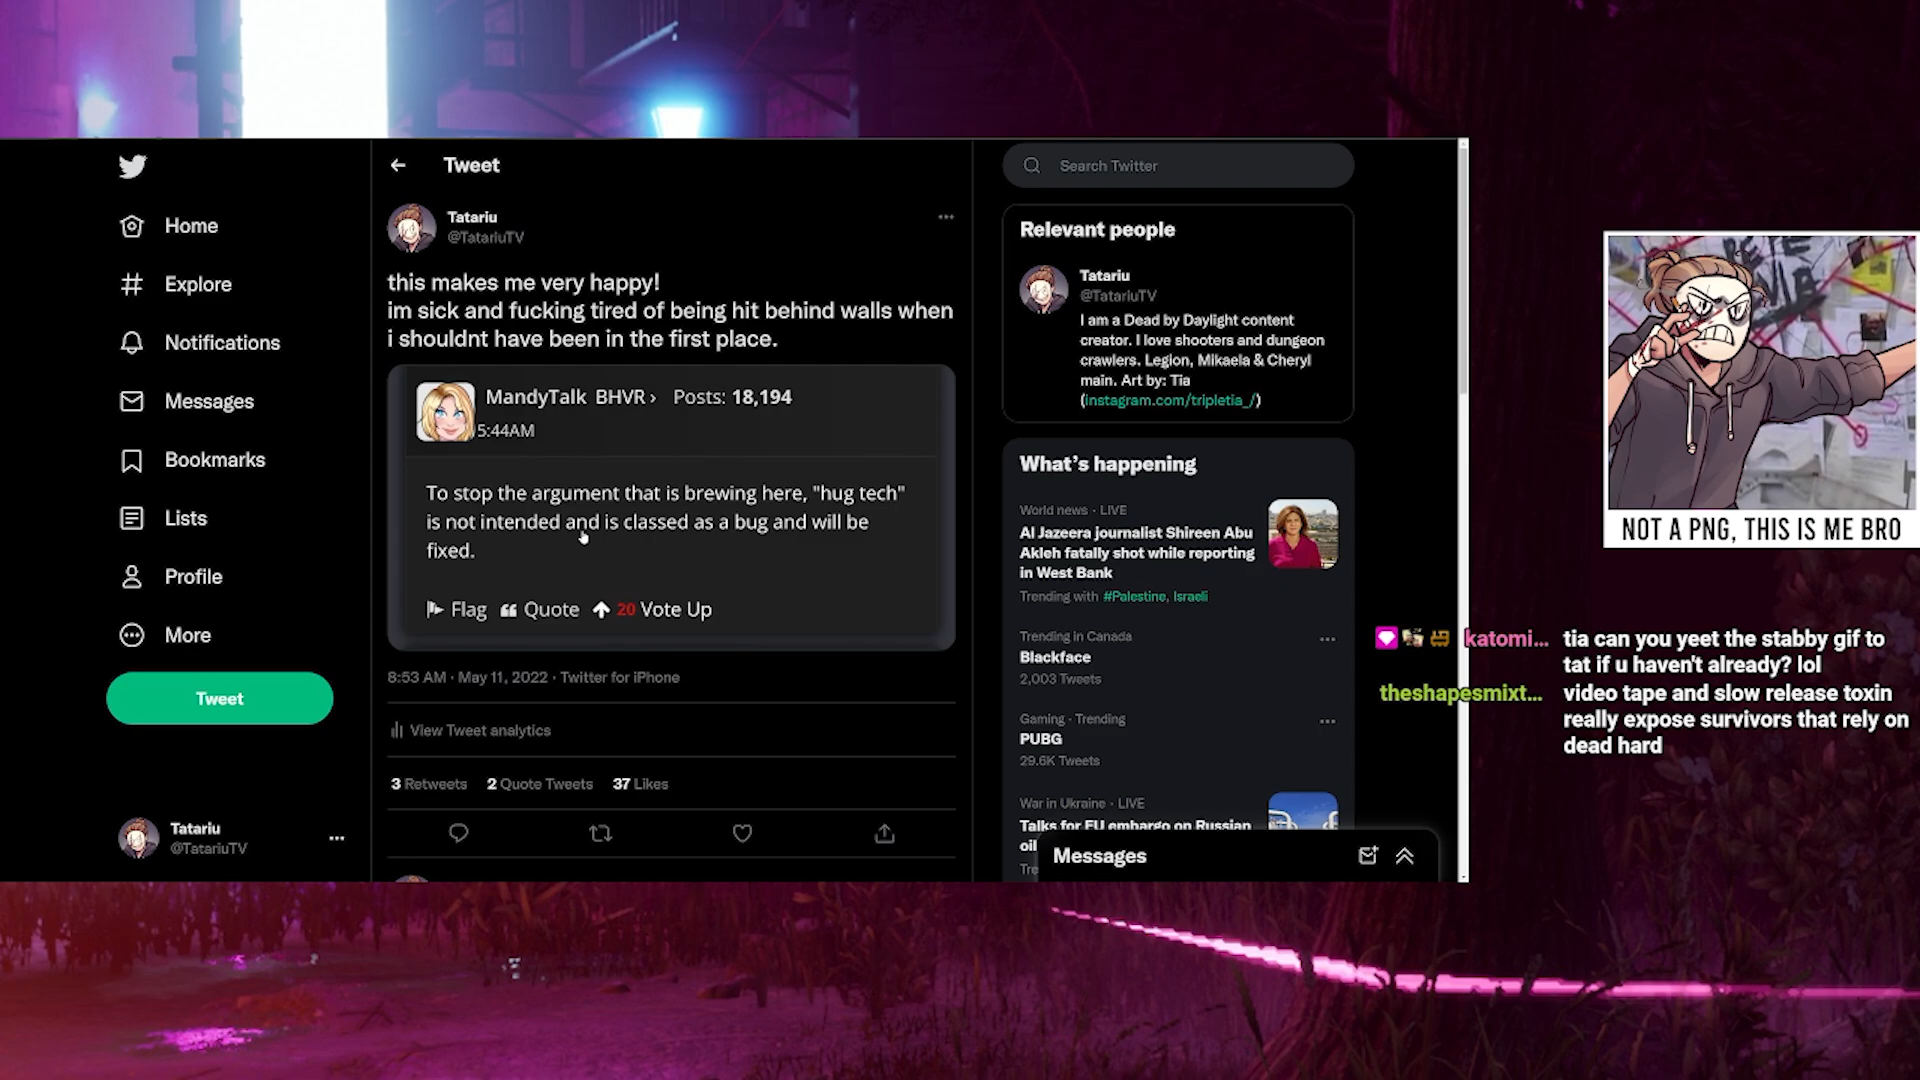 Home
Explore
Notifications
Messages
Bookmarks
Lists
Profile
More
Tweet
Tatariu
@TatariuTV
Tweet
Tatariu
@TatariuTV
this makes me very happy!
im sick and fucking tired of being hit behind walls when
i shouldnt have been in the first place.
MandyTalk BHVR › Posts: 18,194
5:44AM
To stop the argument that is brewing here, "hug tech"
is not intended and is classed as a bug and will be
fixed.
Flag Quote 20 Vote Up
8:53 AM · May 11, 2022 · Twitter for iPhone
View Tweet analytics
3 Retweets 2 Quote Tweets 37 Likes
Search Twitter
Relevant people
Tatariu
@TatariuTV
I am a Dead by Daylight content
creator. I love shooters and dungeon
crawlers. Legion, Mikaela & Cheryl
main. Art by: Tia
(instagram.com/tripletia_/)
What's happening
World news · LIVE
Al Jazeera journalist Shireen Abu
Akleh fatally shot while reporting
in West Bank
Trending with #Palestine, Israeli
Trending in Canada
Blackface
2,003 Tweets
Gaming · Trending
PUBG
29.6K Tweets
War in Ukraine · LIVE
Talks for EU embargo on Russian
oil
Tre
Messages
NOT A PNG, THIS IS ME BRO
katomi... tia can you yeet the stabby gif to
tat if u haven't already? lol
theshapesmixt... video tape and slow release toxin
really expose survivors that rely on
dead hard